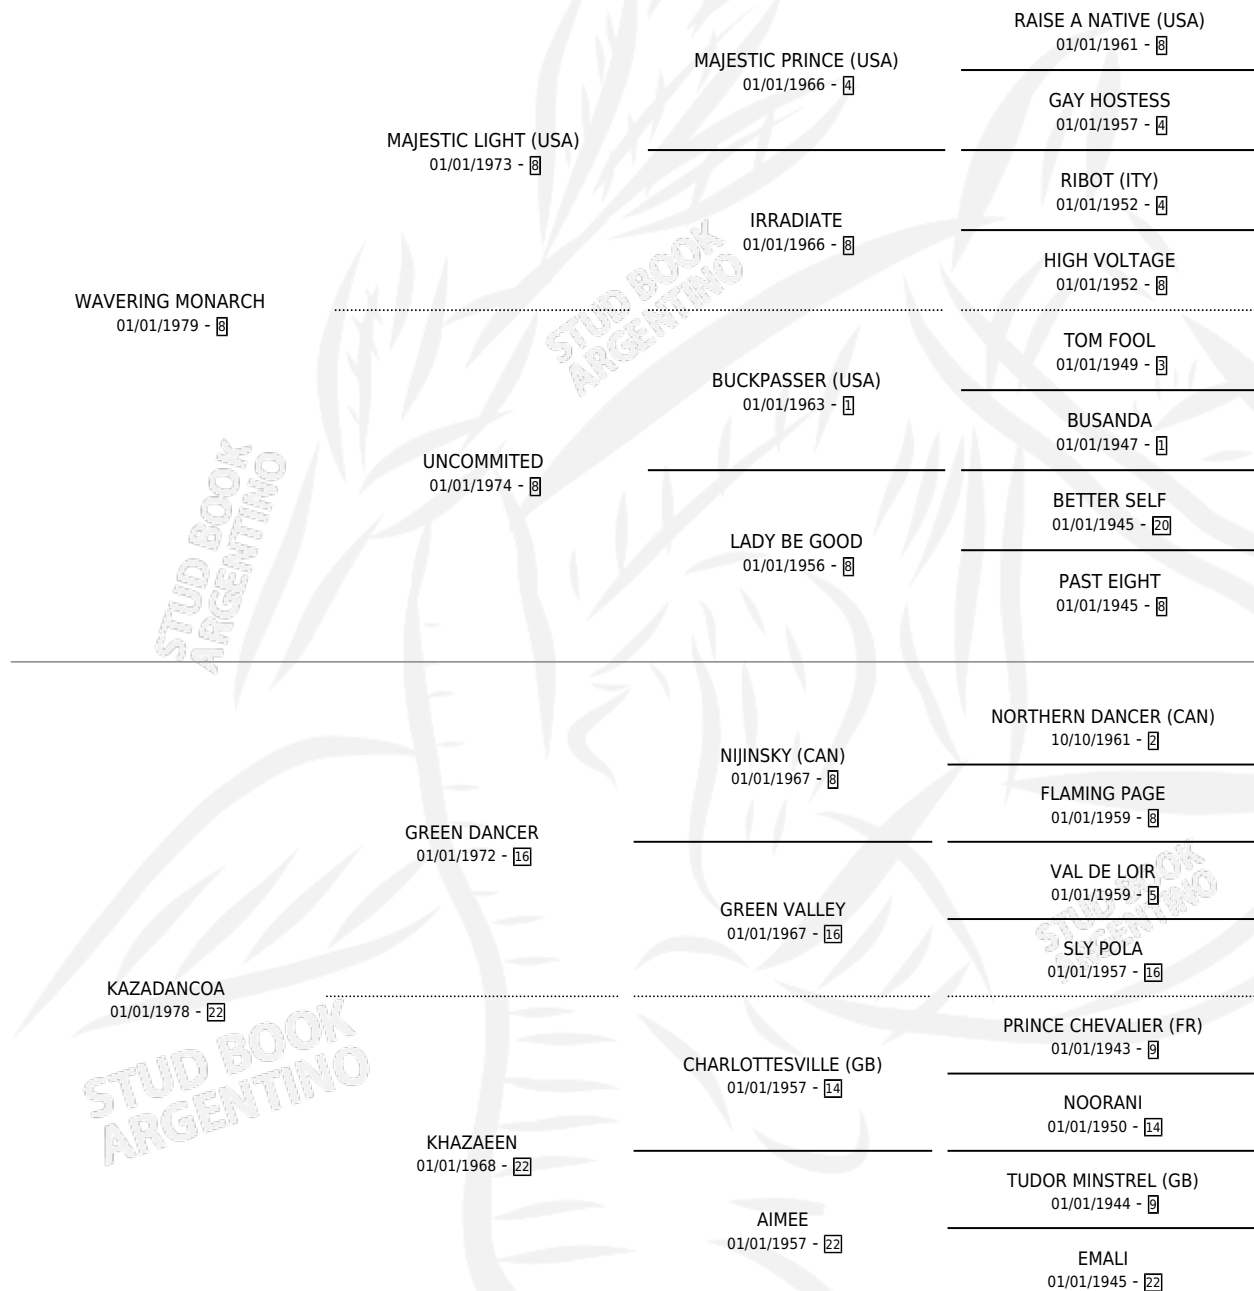 RAISE A NATIVE (USA)
01/01/1961 - 8
MAJESTIC PRINCE (USA)
01/01/1966 - 4
GAY HOSTESS
01/01/1957 - 4
MAJESTIC LIGHT (USA)
01/01/1973 - 8
RIBOT (ITY)
01/01/1952 - 4
IRRADIATE
01/01/1966 - 8
HIGH VOLTAGE
01/01/1952 - 8
WAVERING MONARCH
01/01/1979 - 8
TOM FOOL
01/01/1949 - 3
BUCKPASSER (USA)
01/01/1963 - 1
BUSANDA
01/01/1947 - 1
UNCOMMITED
01/01/1974 - 8
BETTER SELF
01/01/1945 - 20
LADY BE GOOD
01/01/1956 - 8
PAST EIGHT
01/01/1945 - 8
NORTHERN DANCER (CAN)
10/10/1961 - 2
NIJINSKY (CAN)
01/01/1967 - 8
FLAMING PAGE
01/01/1959 - 8
GREEN DANCER
01/01/1972 - 16
VAL DE LOIR
01/01/1959 - 5
GREEN VALLEY
01/01/1967 - 16
SLY POLA
01/01/1957 - 16
KAZADANCOA
01/01/1978 - 22
PRINCE CHEVALIER (FR)
01/01/1943 - 9
CHARLOTTESVILLE (GB)
01/01/1957 - 14
NOORANI
01/01/1950 - 14
KHAZAEEN
01/01/1968 - 22
TUDOR MINSTREL (GB)
01/01/1944 - 9
AIMEE
01/01/1957 - 22
EMALI
01/01/1945 - 22
STUD BOOK
ARGENTINO
STUD BOOK
ARGENTINO
STUD BOOK
ARGENTINO
STUD BOOK
ARGENTINO